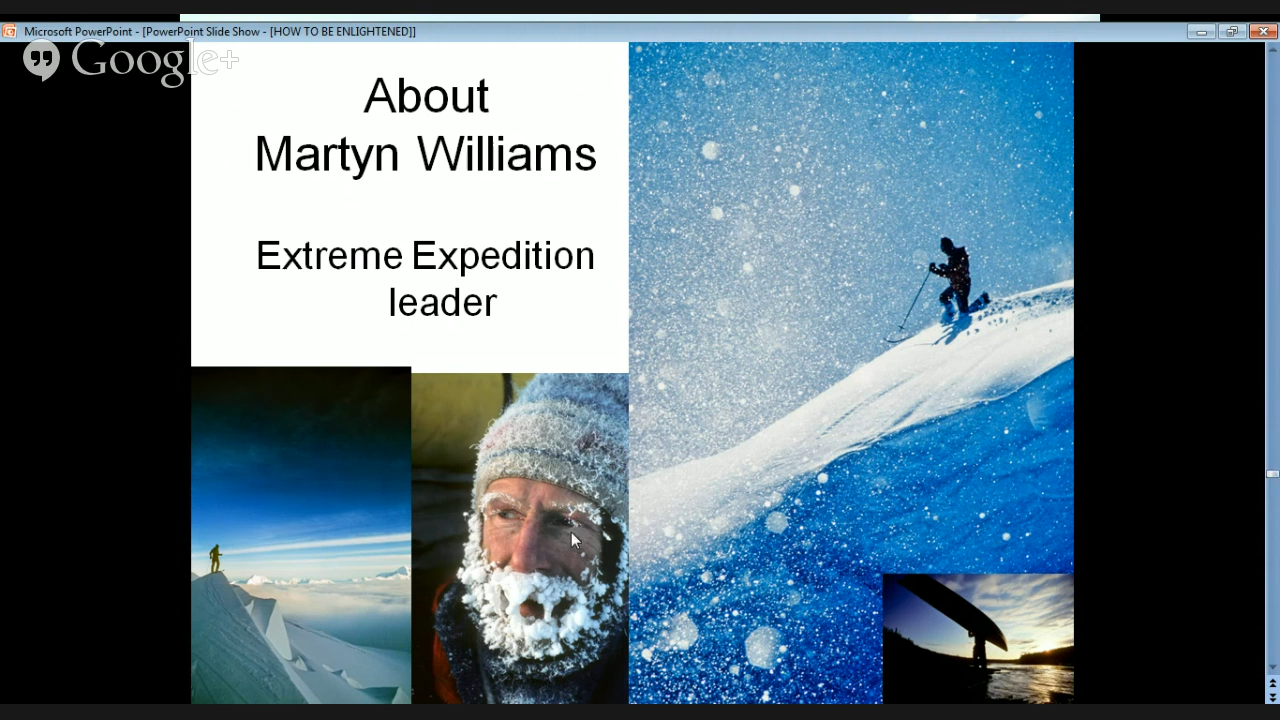 Microsoft PowerPoint - [PowerPoint Slide Show - [HOW TO BE ENLIGHTENED]]
Google+
About
Martyn Williams
Extreme Expedition
leader